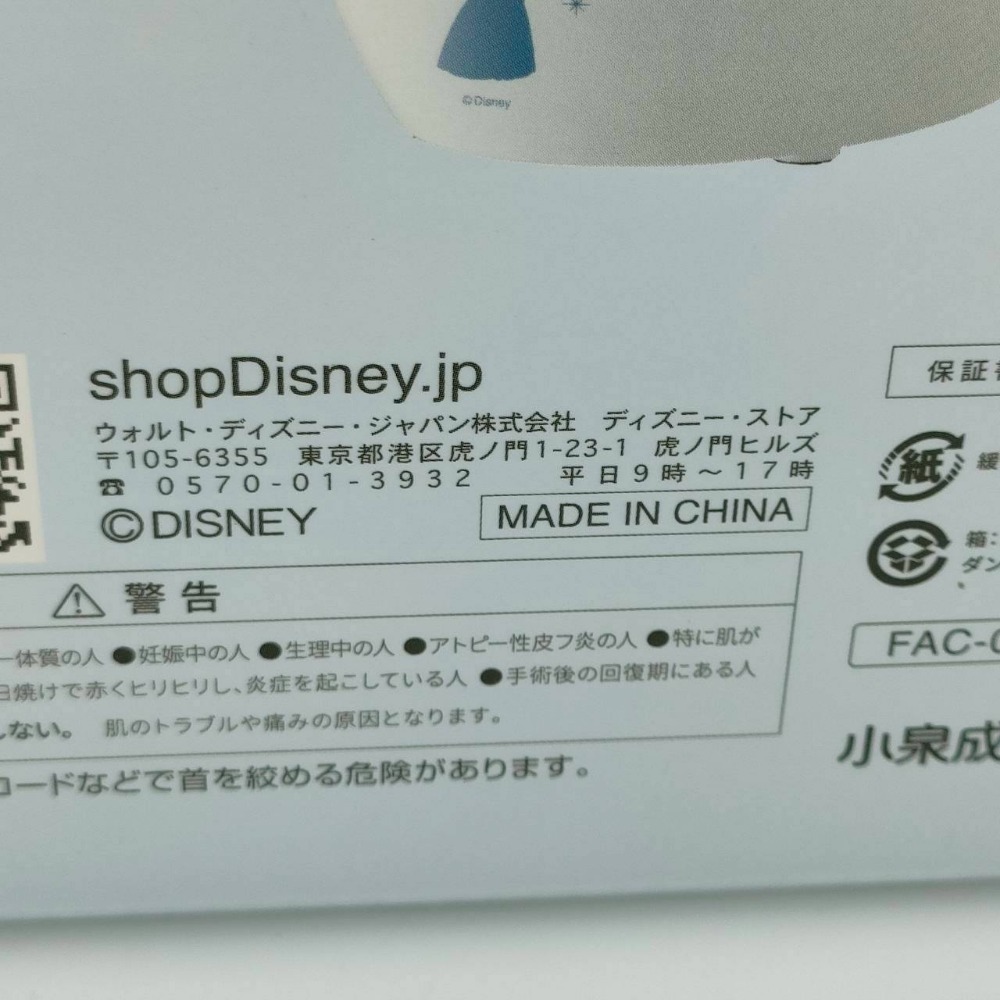 ©Disney
shopDisney.jp
ウォルト・ディズニー・ジャパン株式会社 ディズニー・ストア
〒105-6355 東京都港区虎ノ門1-23-1 虎ノ門ヒルズ
☎ 0570-01-3932 平日9時～17時
©DISNEY MADE IN CHINA
保証
紙 緩
箱:
ダン
⚠警告
ー体質の人 ●妊娠中の人 ●生理中の人 ●アトピー性皮フ炎の人 ●特に肌が
日焼けで赤くヒリヒリし、炎症を起こしている人 ●手術後の回復期にある人
しない。 肌のトラブルや痛みの原因となります。
コードなどで首を絞める危険があります。
FAC-0
小泉成